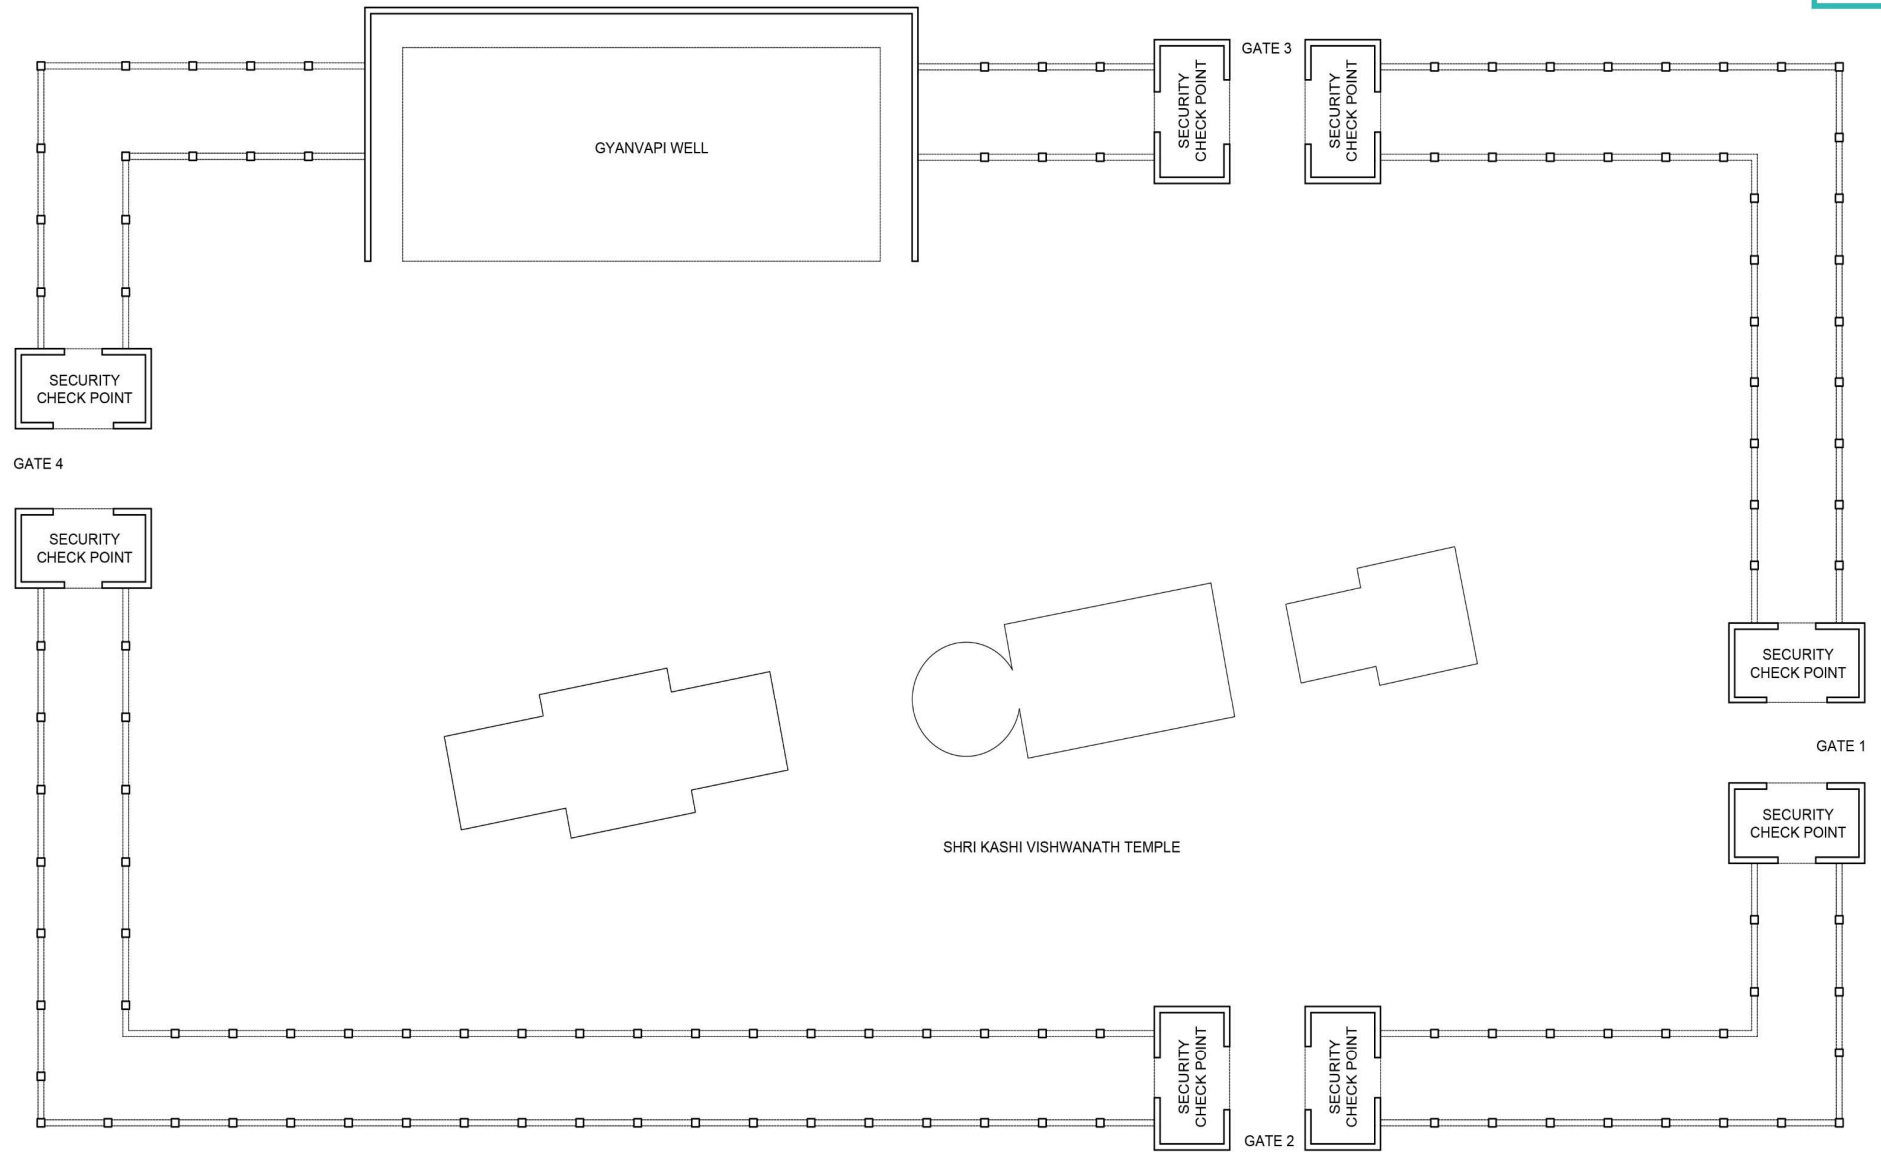 GATE 3
SECURITY
CHECK POINT
SECURITY
CHECK POINT
GYANVAPI WELL
SECURITY
CHECK POINT
GATE 4
SECURITY
CHECK POINT
SECURITY
CHECK POINT
GATE 1
SECURITY
CHECK POINT
SHRI KASHI VISHWANATH TEMPLE
SECURITY
CHECK POINT
SECURITY
CHECK POINT
GATE 2